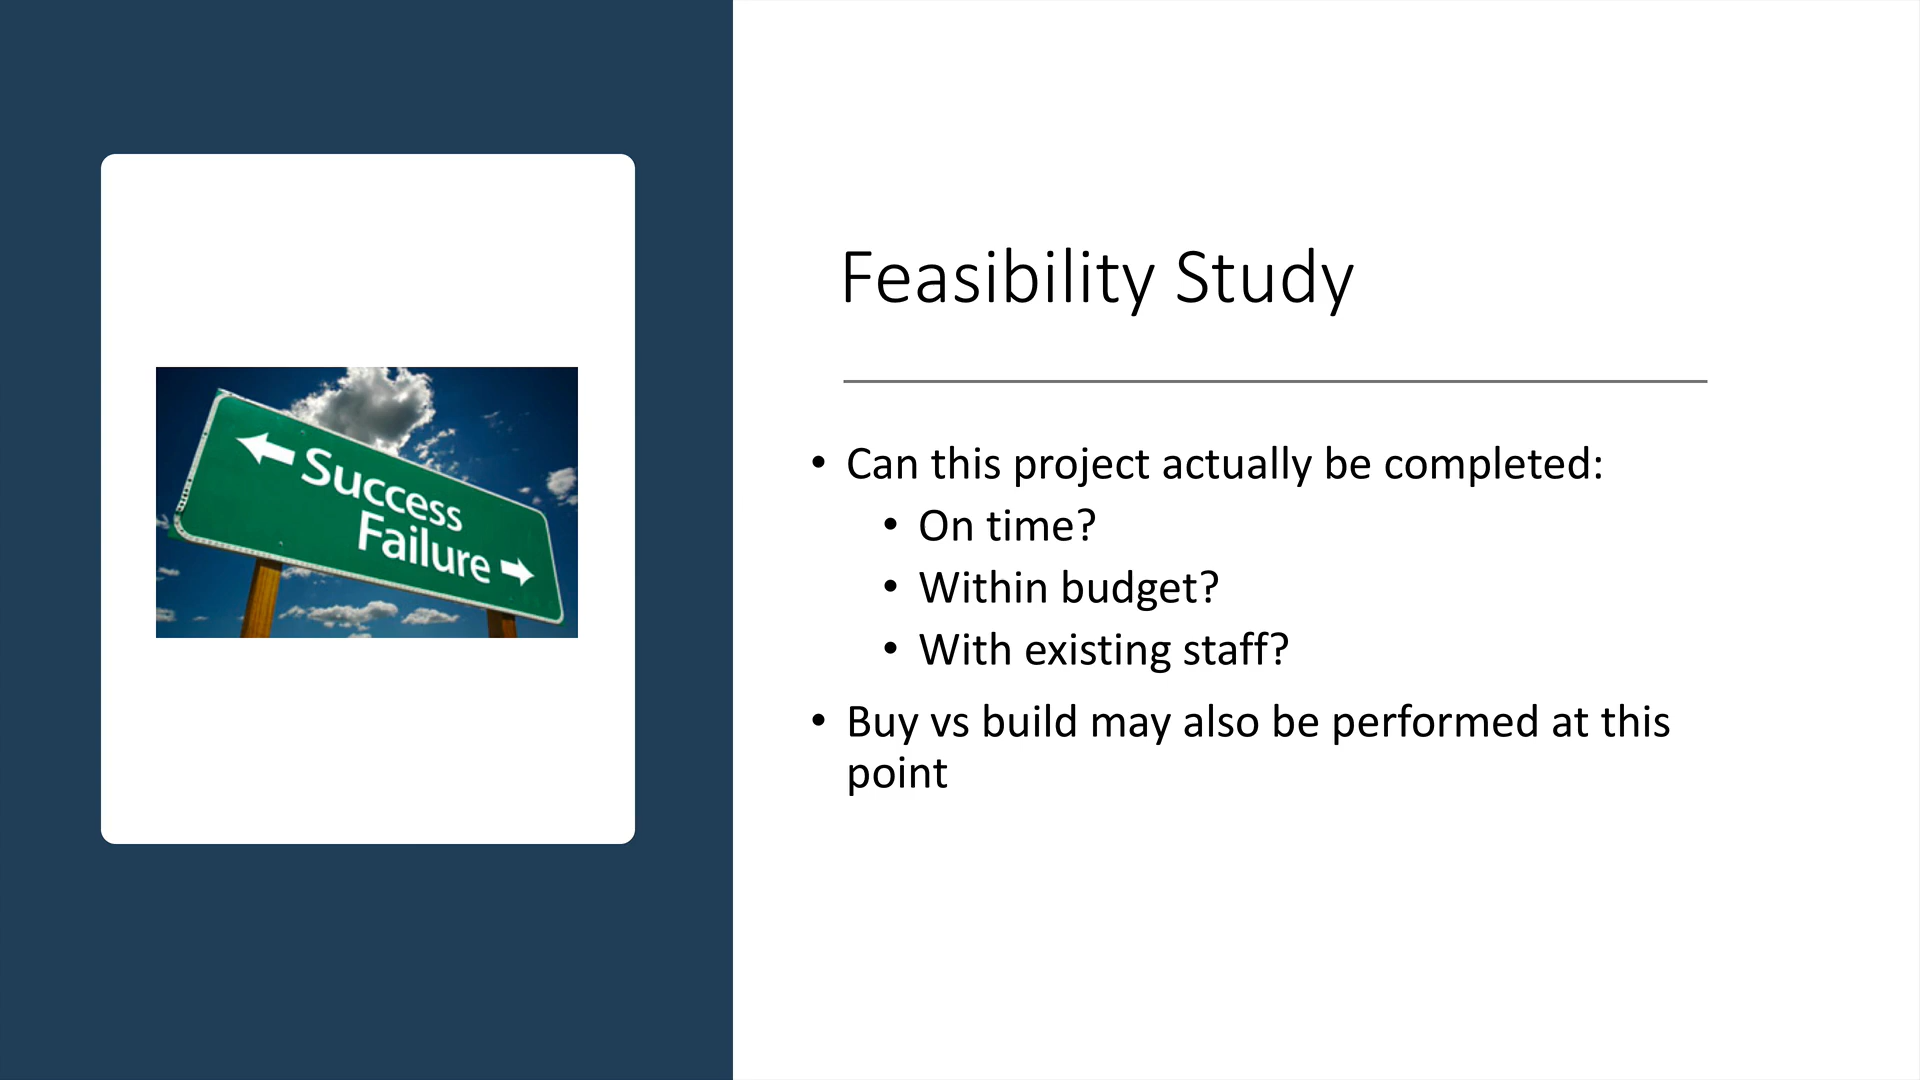 Success
Failure
Feasibility Study
• Can this project actually be completed:
• On time?
• Within budget?
• With existing staff?
• Buy vs build may also be performed at this
point